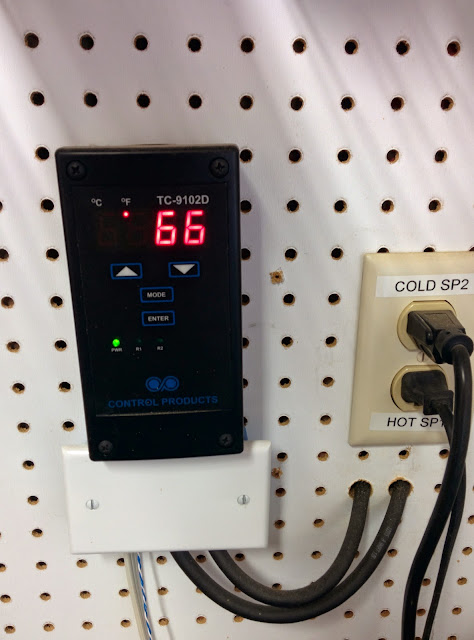 °C °F TC-9102D
66
MODE
ENTER
PWR R1 R2
CONTROL PRODUCTS
COLD SP2
HOT SP1